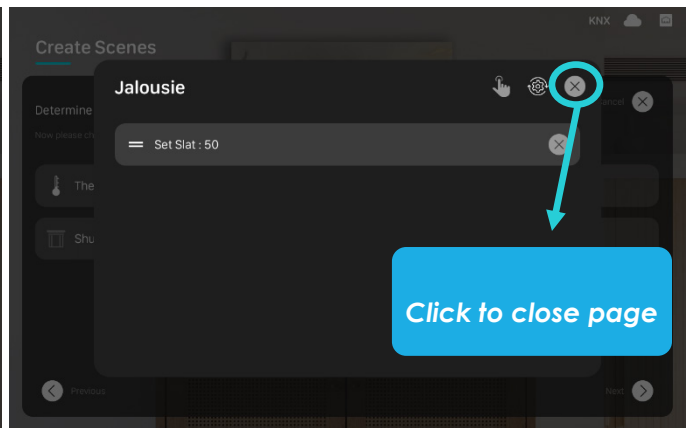 KNX
Create Scenes
Jalousie
Determine
ancel
Now please ch
Set Slat : 50
The
Shu
Click to close page
Previous
Next